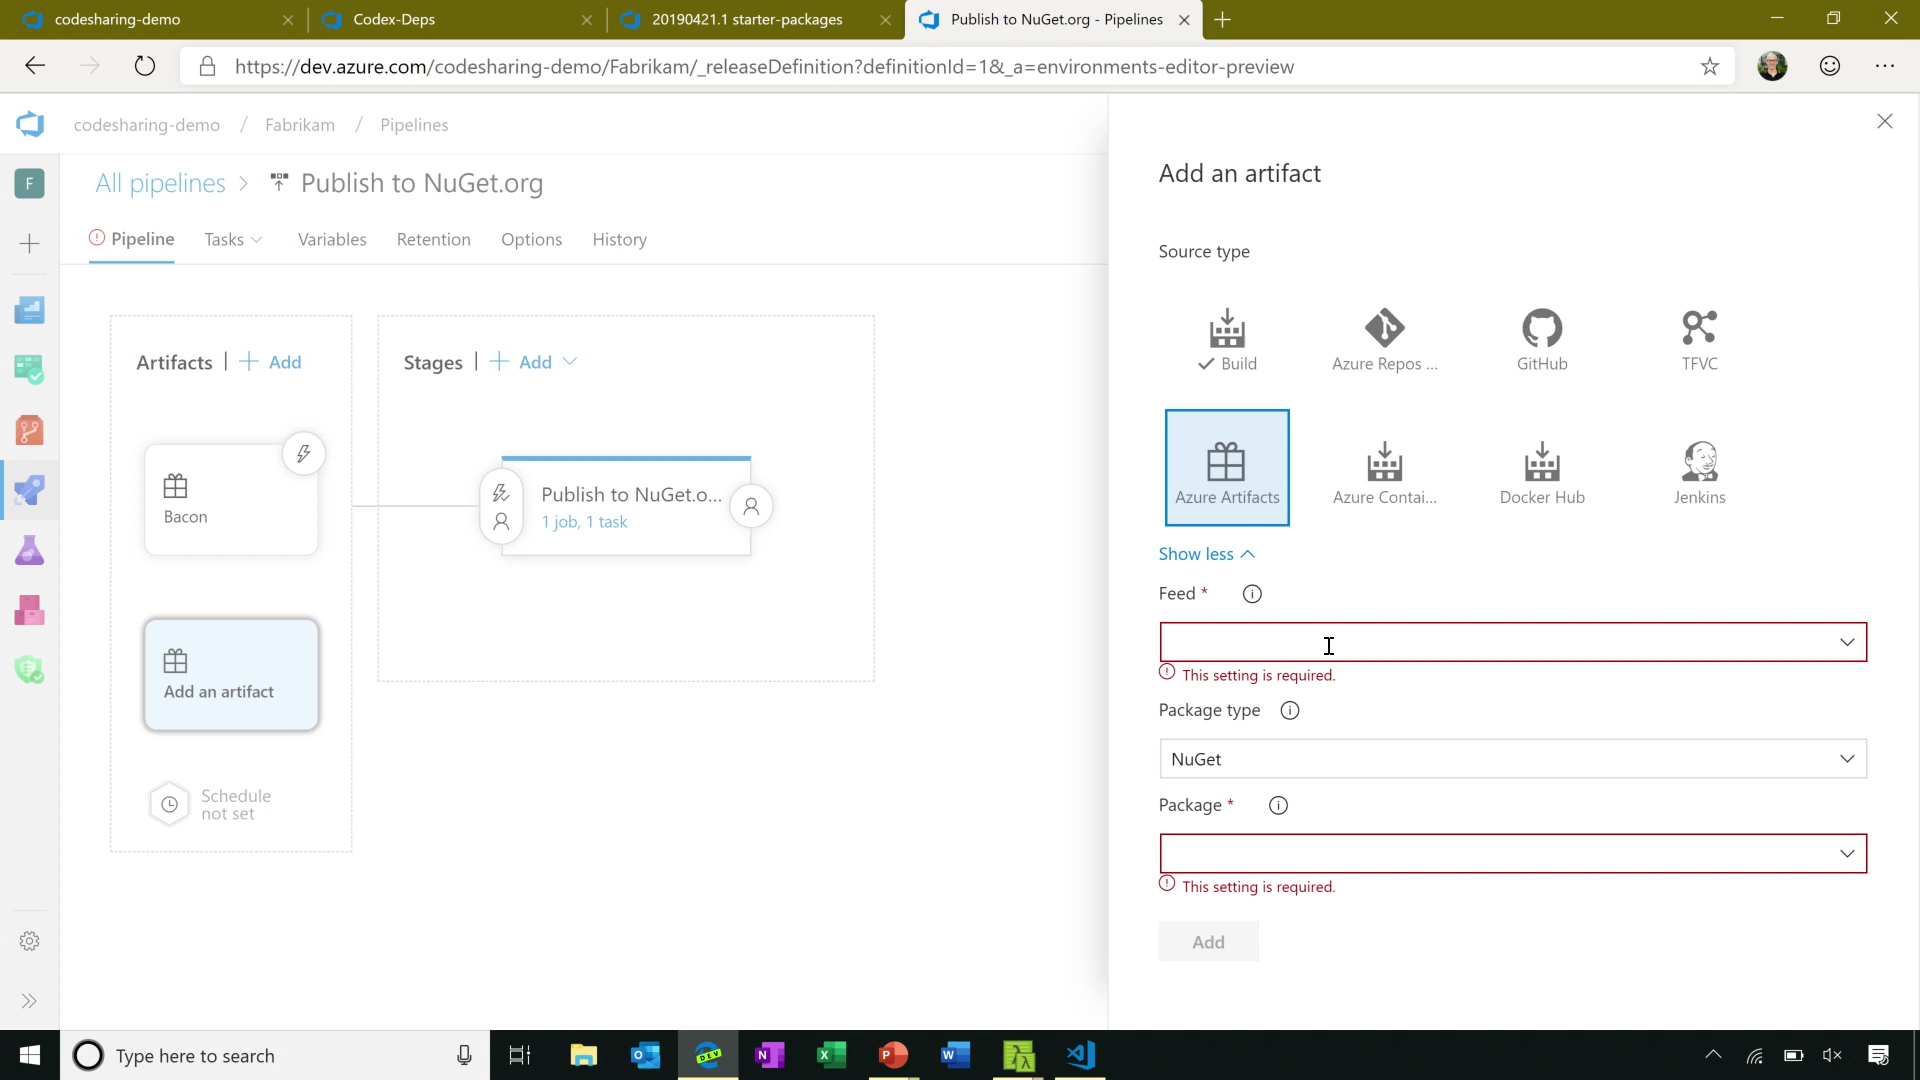 codesharing-demo
Codex-Deps
20190421.1 starter-packages
Publish to NuGet.org - Pipelines
https://dev.azure.com/codesharing-demo/Fabrikam/_releaseDefinition?definitionId=1&_a=environments-editor-preview
codesharing-demo / Fabrikam / Pipelines
F
All pipelines > Publish to NuGet.org
Pipeline Tasks Variables Retention Options History
Artifacts | + Add
Stages | + Add
Bacon
Publish to NuGet.o...
1 job, 1 task
Add an artifact
Schedule
not set
Add an artifact
Source type
Build
Azure Repos ...
GitHub
TFVC
Azure Artifacts
Azure Contai...
Docker Hub
Jenkins
Show less
Feed *
This setting is required.
Package type
NuGet
Package *
This setting is required.
Add
Type here to search
DEV